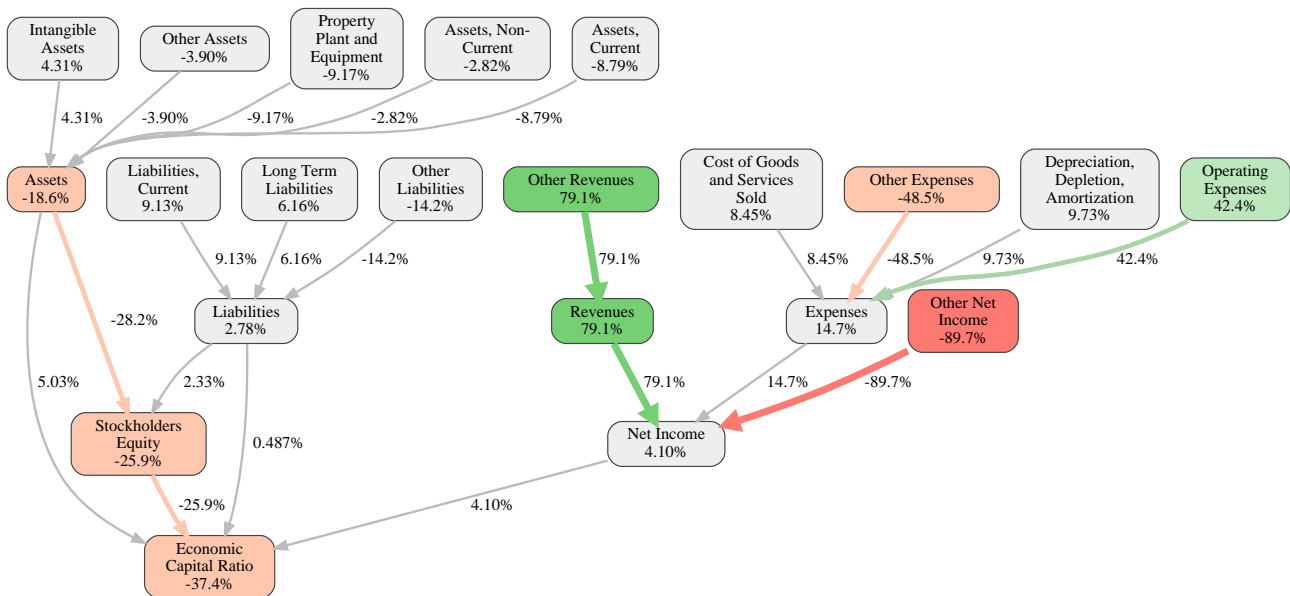 Intangible
Assets
4.31%
Other Assets
-3.90%
Property
Plant and
Equipment
-9.17%
Assets, Non-
Current
-2.82%
Assets,
Current
-8.79%
4.31%
-3.90%
-9.17%
-2.82%
-8.79%
Assets
-18.6%
Liabilities,
Current
9.13%
Long Term
Liabilities
6.16%
Other
Liabilities
-14.2%
Other Revenues
79.1%
Cost of Goods
and Services
Sold
8.45%
Other Expenses
-48.5%
Depreciation,
Depletion,
Amortization
9.73%
Operating
Expenses
42.4%
9.13%
6.16%
-14.2%
79.1%
8.45%
-48.5%
9.73%
42.4%
-28.2%
Liabilities
2.78%
Revenues
79.1%
Expenses
14.7%
Other Net
Income
-89.7%
5.03%
2.33%
79.1%
14.7%
-89.7%
Stockholders
Equity
-25.9%
0.487%
Net Income
4.10%
-25.9%
4.10%
Economic
Capital Ratio
-37.4%